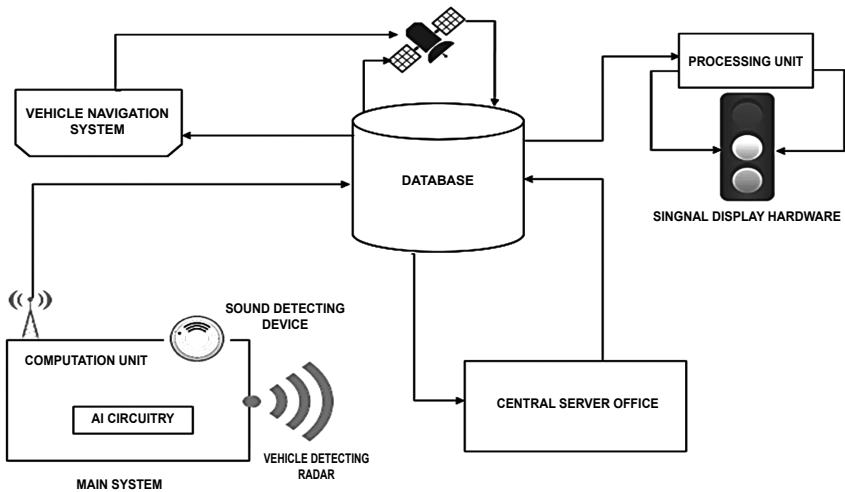 PROCESSING UNIT
VEHICLE NAVIGATION
SYSTEM
DATABASE
SINGNAL DISPLAY HARDWARE
SOUND DETECTING
DEVICE
COMPUTATION UNIT
AI CIRCUITRY
CENTRAL SERVER OFFICE
VEHICLE DETECTING
RADAR
MAIN SYSTEM